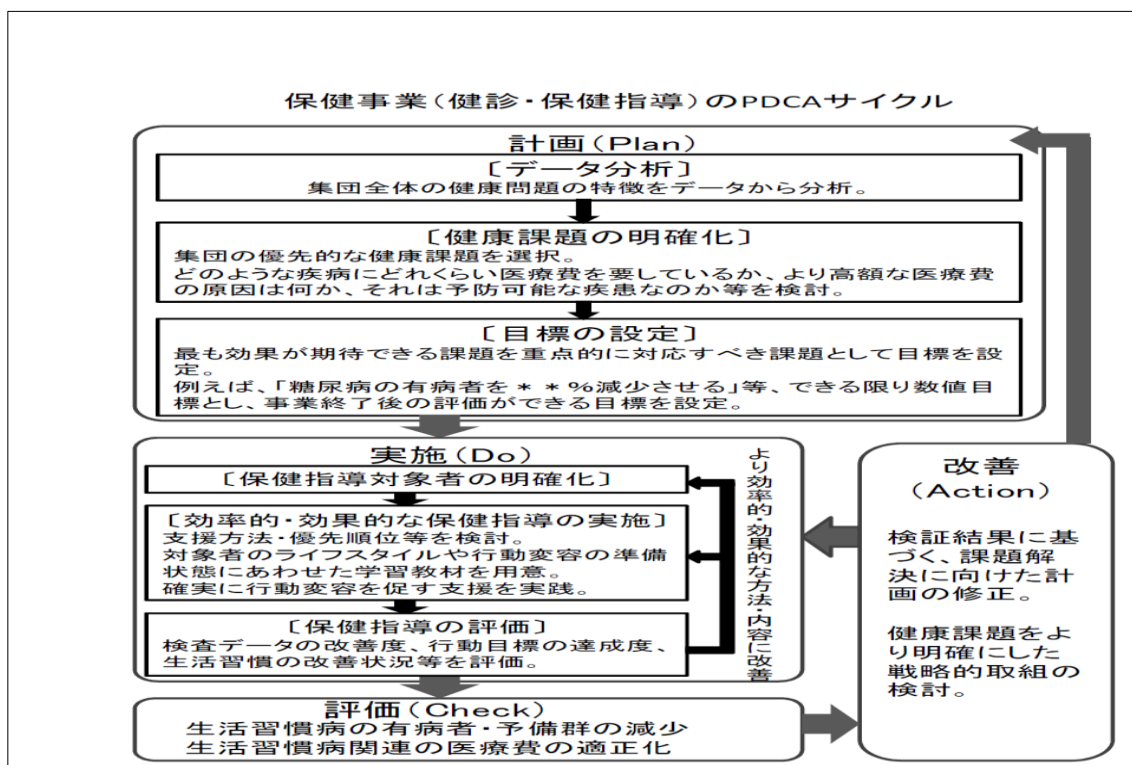 保健事業(健診・保健指導)のPDCAサイクル
計画(Plan)
[データ分析]
集団全体の健康問題の特徴をデータから分析。
[健康課題の明確化]
集団の優先的な健康課題を選択。
どのような疾病にどれくらい医療費を要しているか、より高額な医療費
の原因は何か、それは予防可能な疾患なのか等を検討。
[目標の設定]
最も効果が期待できる課題を重点的に対応すべき課題として目標を設
定。
例えば、「糖尿病の有病者を**%減少させる」等、できる限り数値目
標とし、事業終了後の評価ができる目標を設定。
実施(Do)
[保健指導対象者の明確化]
[効率的・効果的な保健指導の実施]
支援方法・優先順位等を検討。
対象者のライフスタイルや行動変容の準備
状態にあわせた学習教材を用意。
確実に行動変容を促す支援を実践。
[保健指導の評価]
検査データの改善度、行動目標の達成度、
生活習慣の改善状況等を評価。
より効率的・効果的な方法・内容に改善
評価(Check)
生活習慣病の有病者・予備群の減少
生活習慣病関連の医療費の適正化
改善
(Action)
検証結果に基
づく、課題解
決に向けた計
画の修正。
健康課題をよ
り明確にした
戦略的取組の
検討。